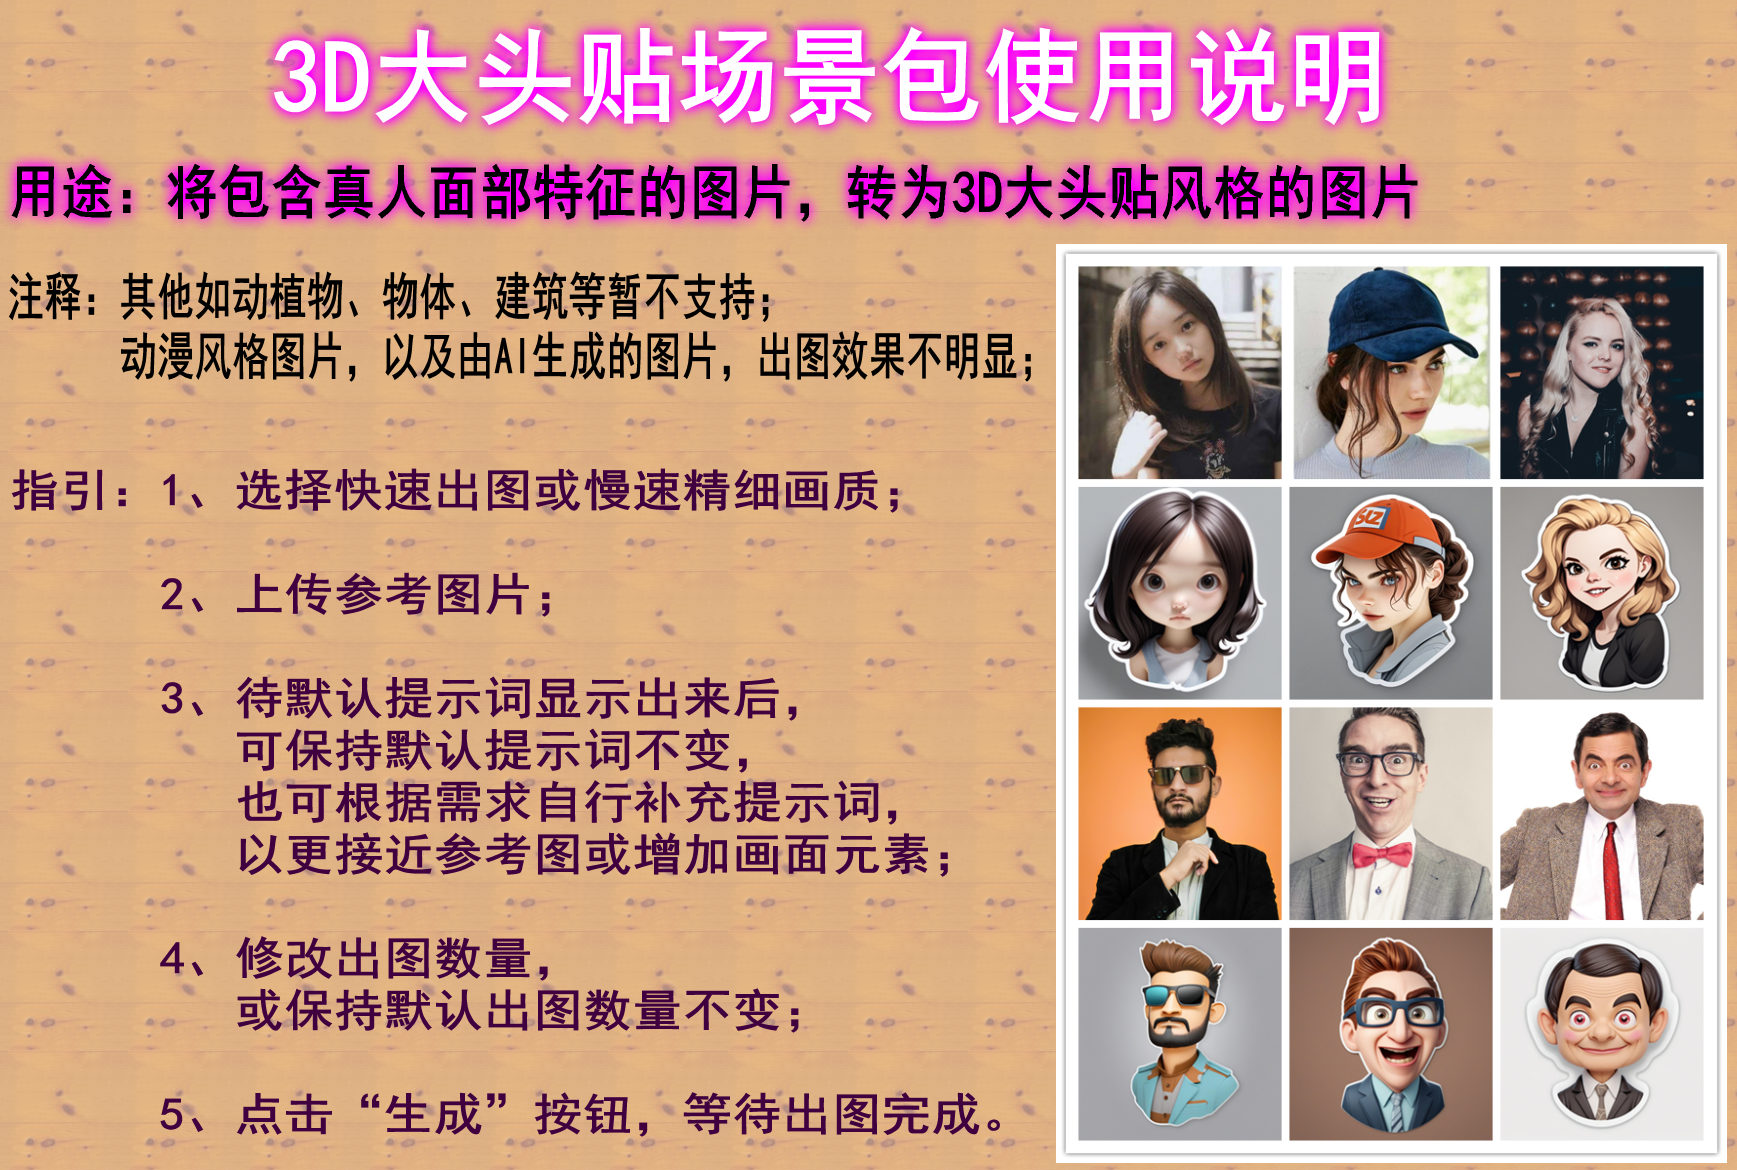 3D大头贴场景包使用说明
用途：将包含真人面部特征的图片，转为3D大头贴风格的图片
注释：其他如动植物、物体、建筑等暂不支持；
动漫风格图片，以及由AI生成的图片，出图效果不明显；
指引：1、选择快速出图或慢速精细画质；
2、上传参考图片；
3、待默认提示词显示出来后，
可保持默认提示词不变，
也可根据需求自行补充提示词，
以更接近参考图或增加画面元素；
4、修改出图数量，
或保持默认出图数量不变；
5、点击“生成”按钮，等待出图完成。